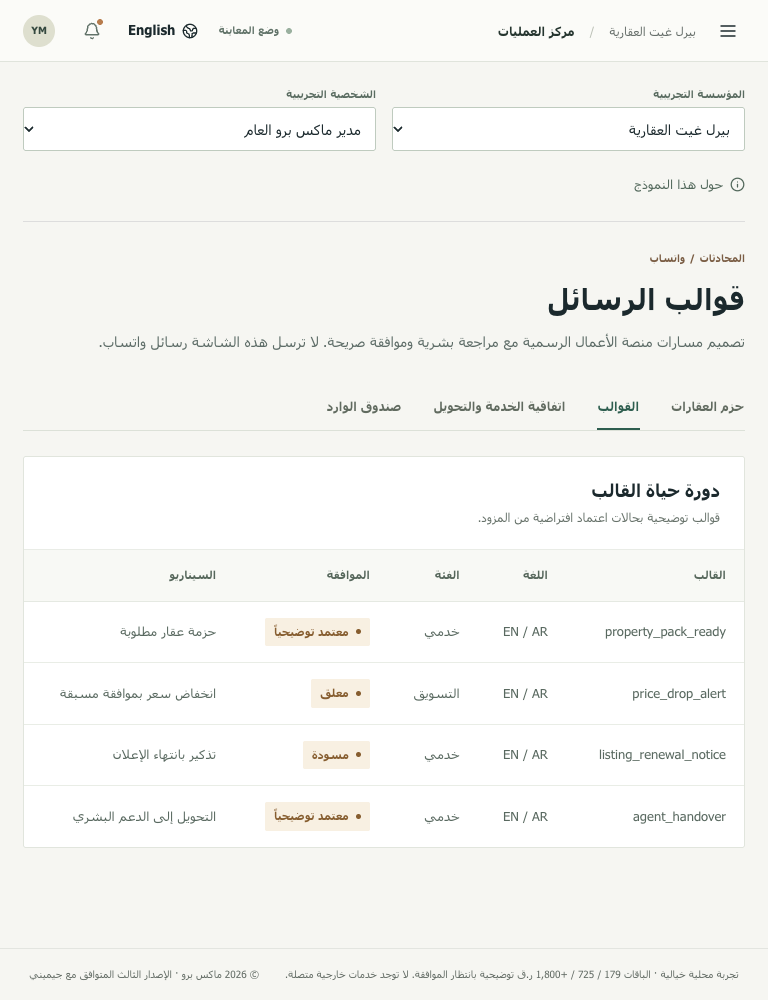 بيرل غيت العقارية / مركز العمليات
وضع المعاينة
English
YM
المؤسسة التجريبية
بيرل غيت العقارية
الشخصية التجريبية
مدير ماكس برو العام
حول هذا النموذج
المحادثات / واتساب
قوالب الرسائل
تصميم مسارات منصة الأعمال الرسمية مع مراجعة بشرية وموافقة صريحة. لا ترسل هذه الشاشة رسائل واتساب.
حزم العقارات القوالب اتفاقية الخدمة والتحويل صندوق الوارد
دورة حياة القالب
قوالب توضيحية بحالات اعتماد افتراضية من المزود.
القالب اللغة الفئة الموافقة السيناريو
property_pack_ready EN / AR خدمي معتمد توضيحياً حزمة عقار مطلوبة
price_drop_alert EN / AR التسويق معلق انخفاض سعر بموافقة مسبقة
listing_renewal_notice EN / AR خدمي مسودة تذكير بانتهاء الإعلان
agent_handover EN / AR خدمي معتمد توضيحياً التحويل إلى الدعم البشري
تجربة محلية خيالية · الباقات 179 / 725 / 1,800+ ر.ق توضيحية بانتظار الموافقة. لا توجد خدمات خارجية متصلة.
© 2026 ماكس برو · الإصدار الثالث المتوافق مع جيميني